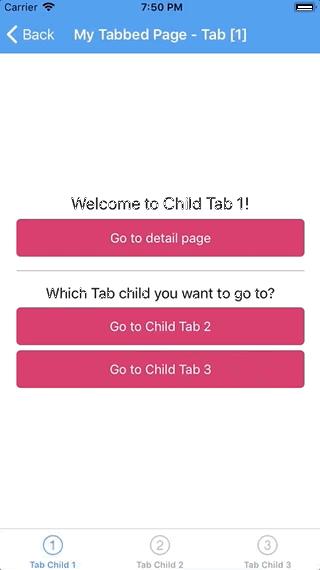 Carrier 7:50 PM
Back My Tabbed Page - Tab [1]
Welcome to Child Tab 1!
Go to detail page
Which Tab child you want to go to?
Go to Child Tab 2
Go to Child Tab 3
1 2 3
Tab Child 1 Tab Child 2 Tab Child 3